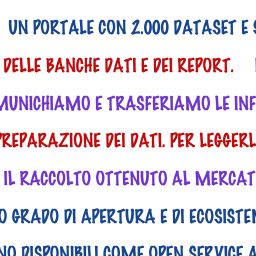 UN PORTALE CON 2.000 DATASET E
DELLE BANCHE DATI E DEI REPORT.
MUNICHIAMO E TRASFERIAMO LE INF
PREPARAZIONE DEI DATI. PER LEGGERL
IL RACCOLTO OTTENUTO AL MERCAT
O GRADO DI APERTURA E DI ECOSISTE
NO DISPONIBILI COME OPEN SERVICE A